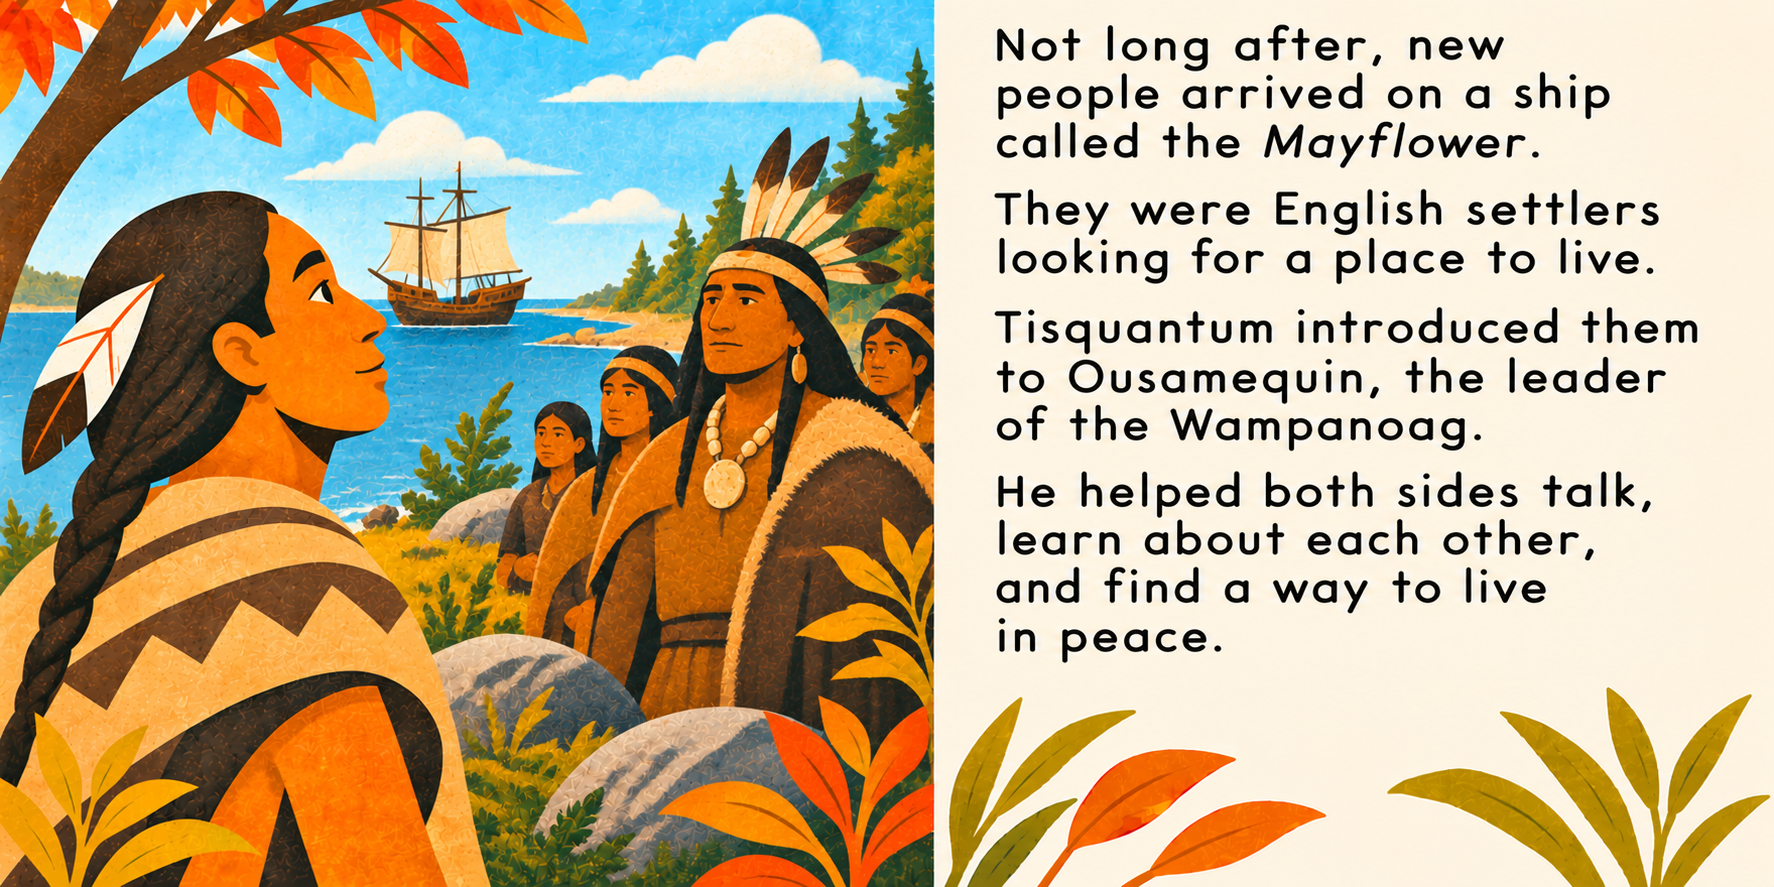 Not long after, new
people arrived on a ship
called the Mayflower.
They were English settlers
looking for a place to live.
Tisquantum introduced them
to Ousamequin, the leader
of the Wampanoag.
He helped both sides talk,
learn about each other,
and find a way to live
in peace.